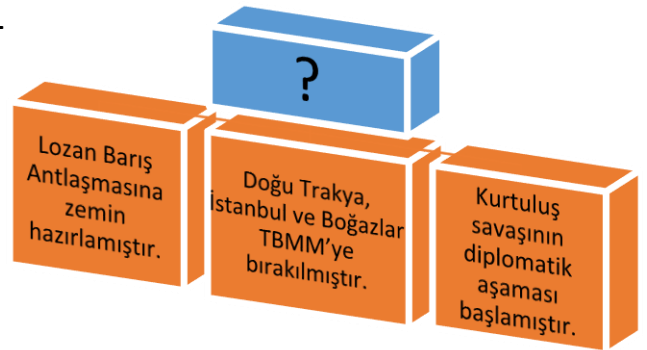 ?
Lozan Barış
Antlaşmasına
zemin
hazırlamıştır.
Doğu Trakya,
İstanbul ve Boğazlar
TBMM’ye
bırakılmıştır.
Kurtuluş
savaşının
diplomatik
aşaması
başlamıştır.